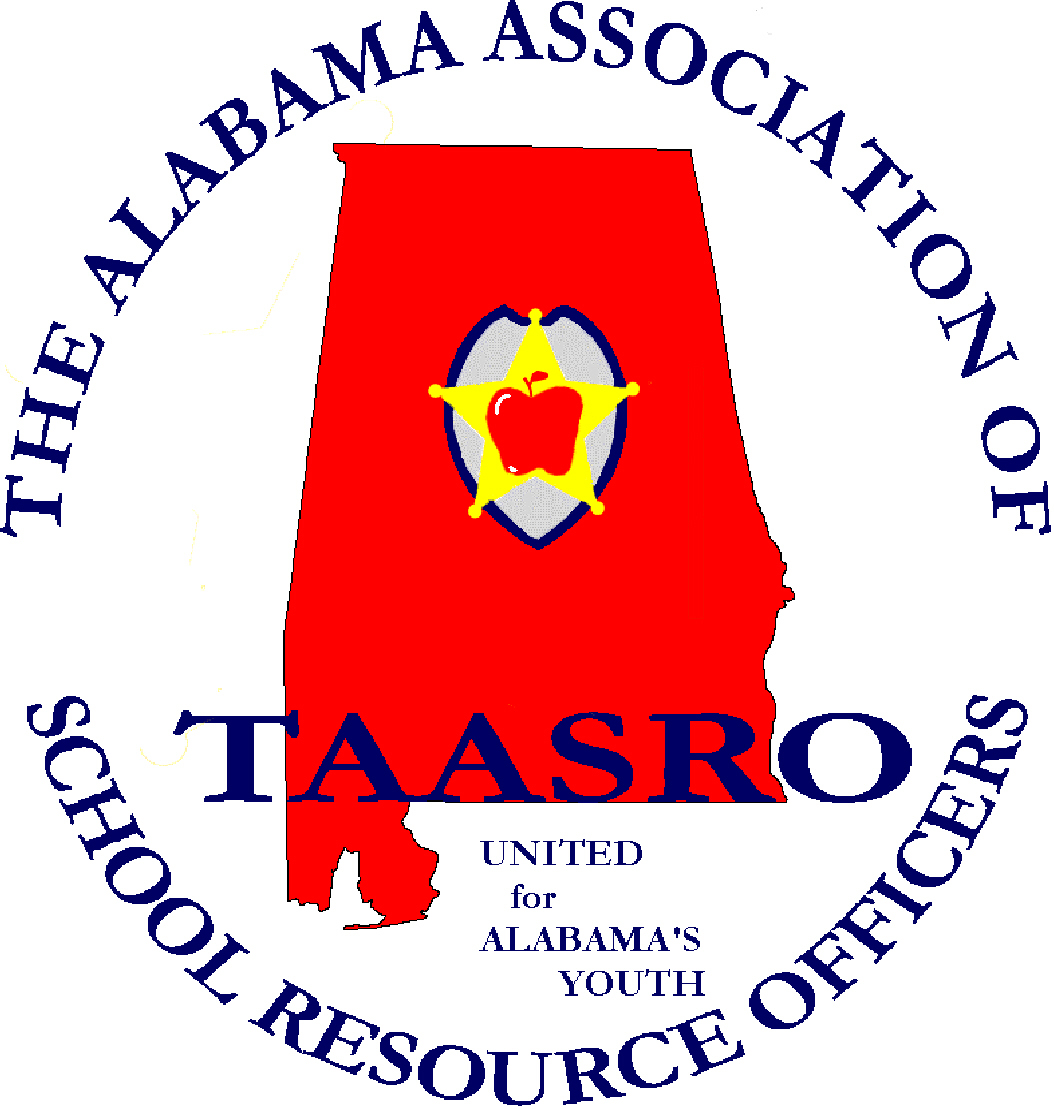 THE ALABAMA ASSOCIATION OF
SCHOOL RESOURCE OFFICERS
TAASRO
UNITED
for
ALABAMA'S
YOUTH